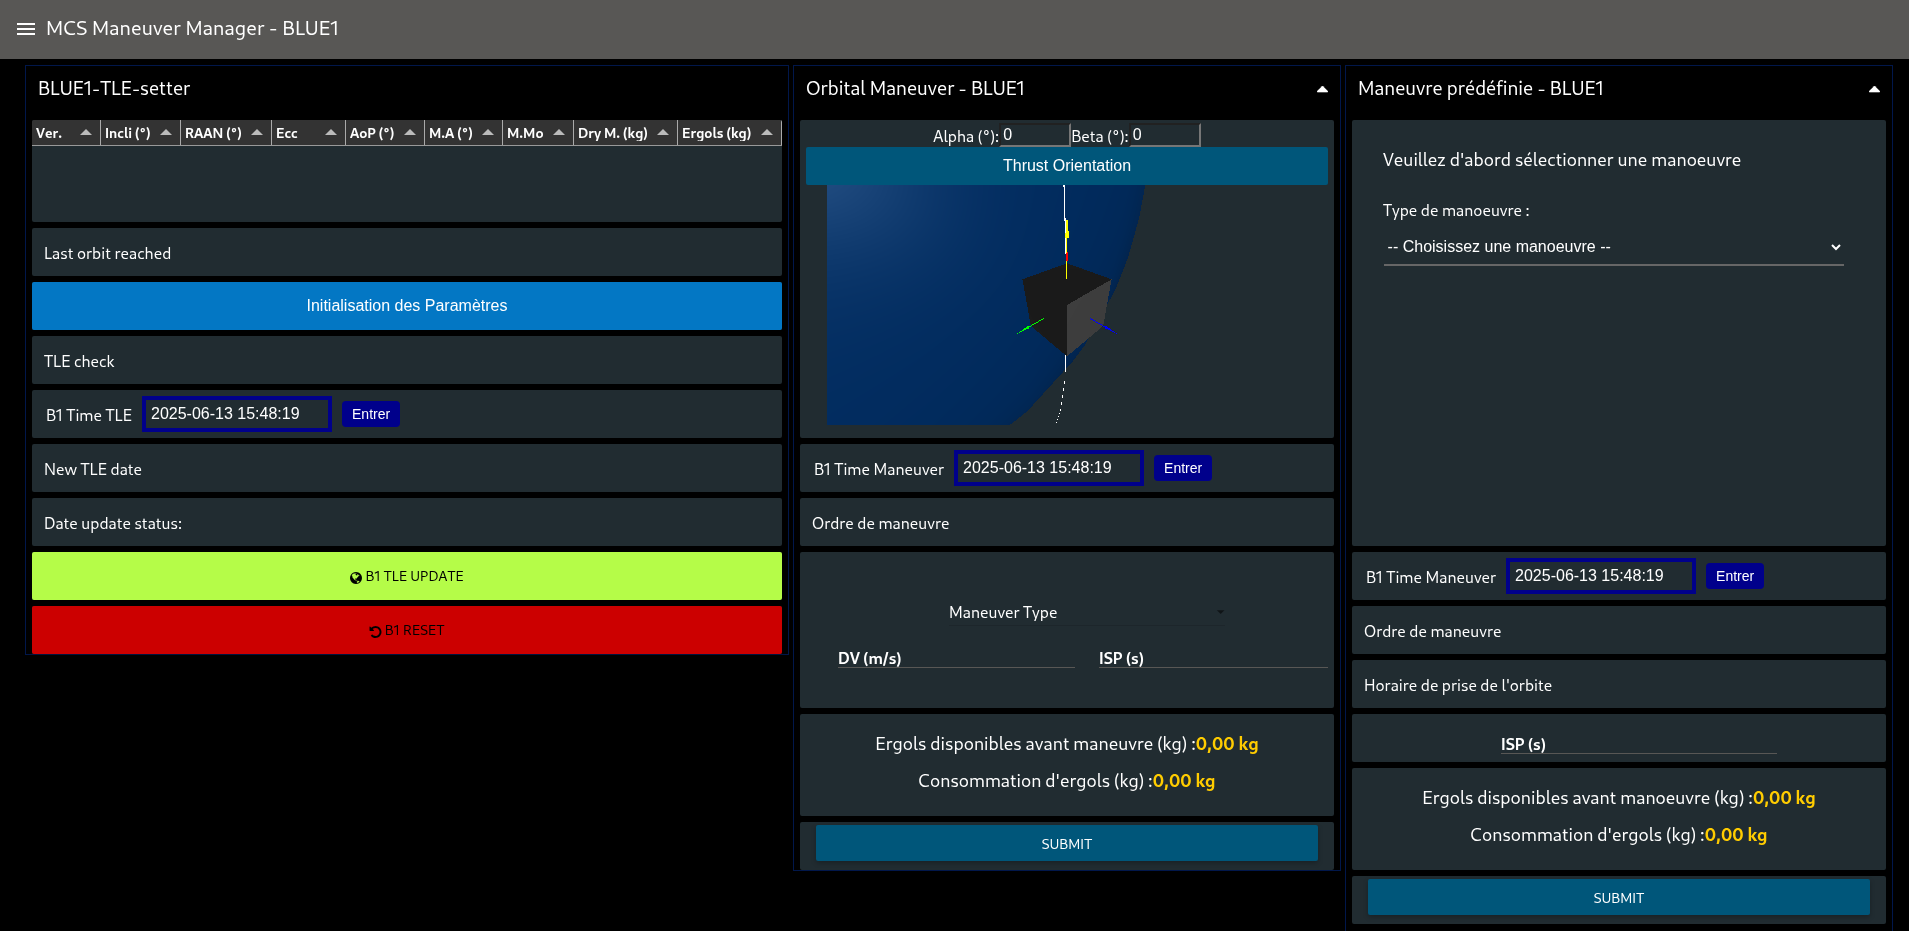 MCS Maneuver Manager - BLUE1
BLUE1-TLE-setter
Ver. Incli (°) RAAN (°) Ecc AoP (°) M.A (°) M.Mo Dry M. (kg) Ergols (kg)
Last orbit reached
Initialisation des Paramètres
TLE check
B1 Time TLE 2025-06-13 15:48:19 Entrer
New TLE date
Date update status:
B1 TLE UPDATE
B1 RESET
Orbital Maneuver - BLUE1
Alpha (°): 0 Beta (°): 0
Thrust Orientation
B1 Time Maneuver 2025-06-13 15:48:19 Entrer
Ordre de maneuvre
Maneuver Type
DV (m/s) ISP (s)
Ergols disponibles avant maneuvre (kg) :0,00 kg
Consommation d'ergols (kg) :0,00 kg
SUBMIT
Maneuvre prédéfinie - BLUE1
Veuillez d'abord sélectionner une manoeuvre
Type de manoeuvre :
-- Choisissez une manoeuvre --
B1 Time Maneuver 2025-06-13 15:48:19 Entrer
Ordre de maneuvre
Horaire de prise de l'orbite
ISP (s)
Ergols disponibles avant manoeuvre (kg) :0,00 kg
Consommation d'ergols (kg) :0,00 kg
SUBMIT